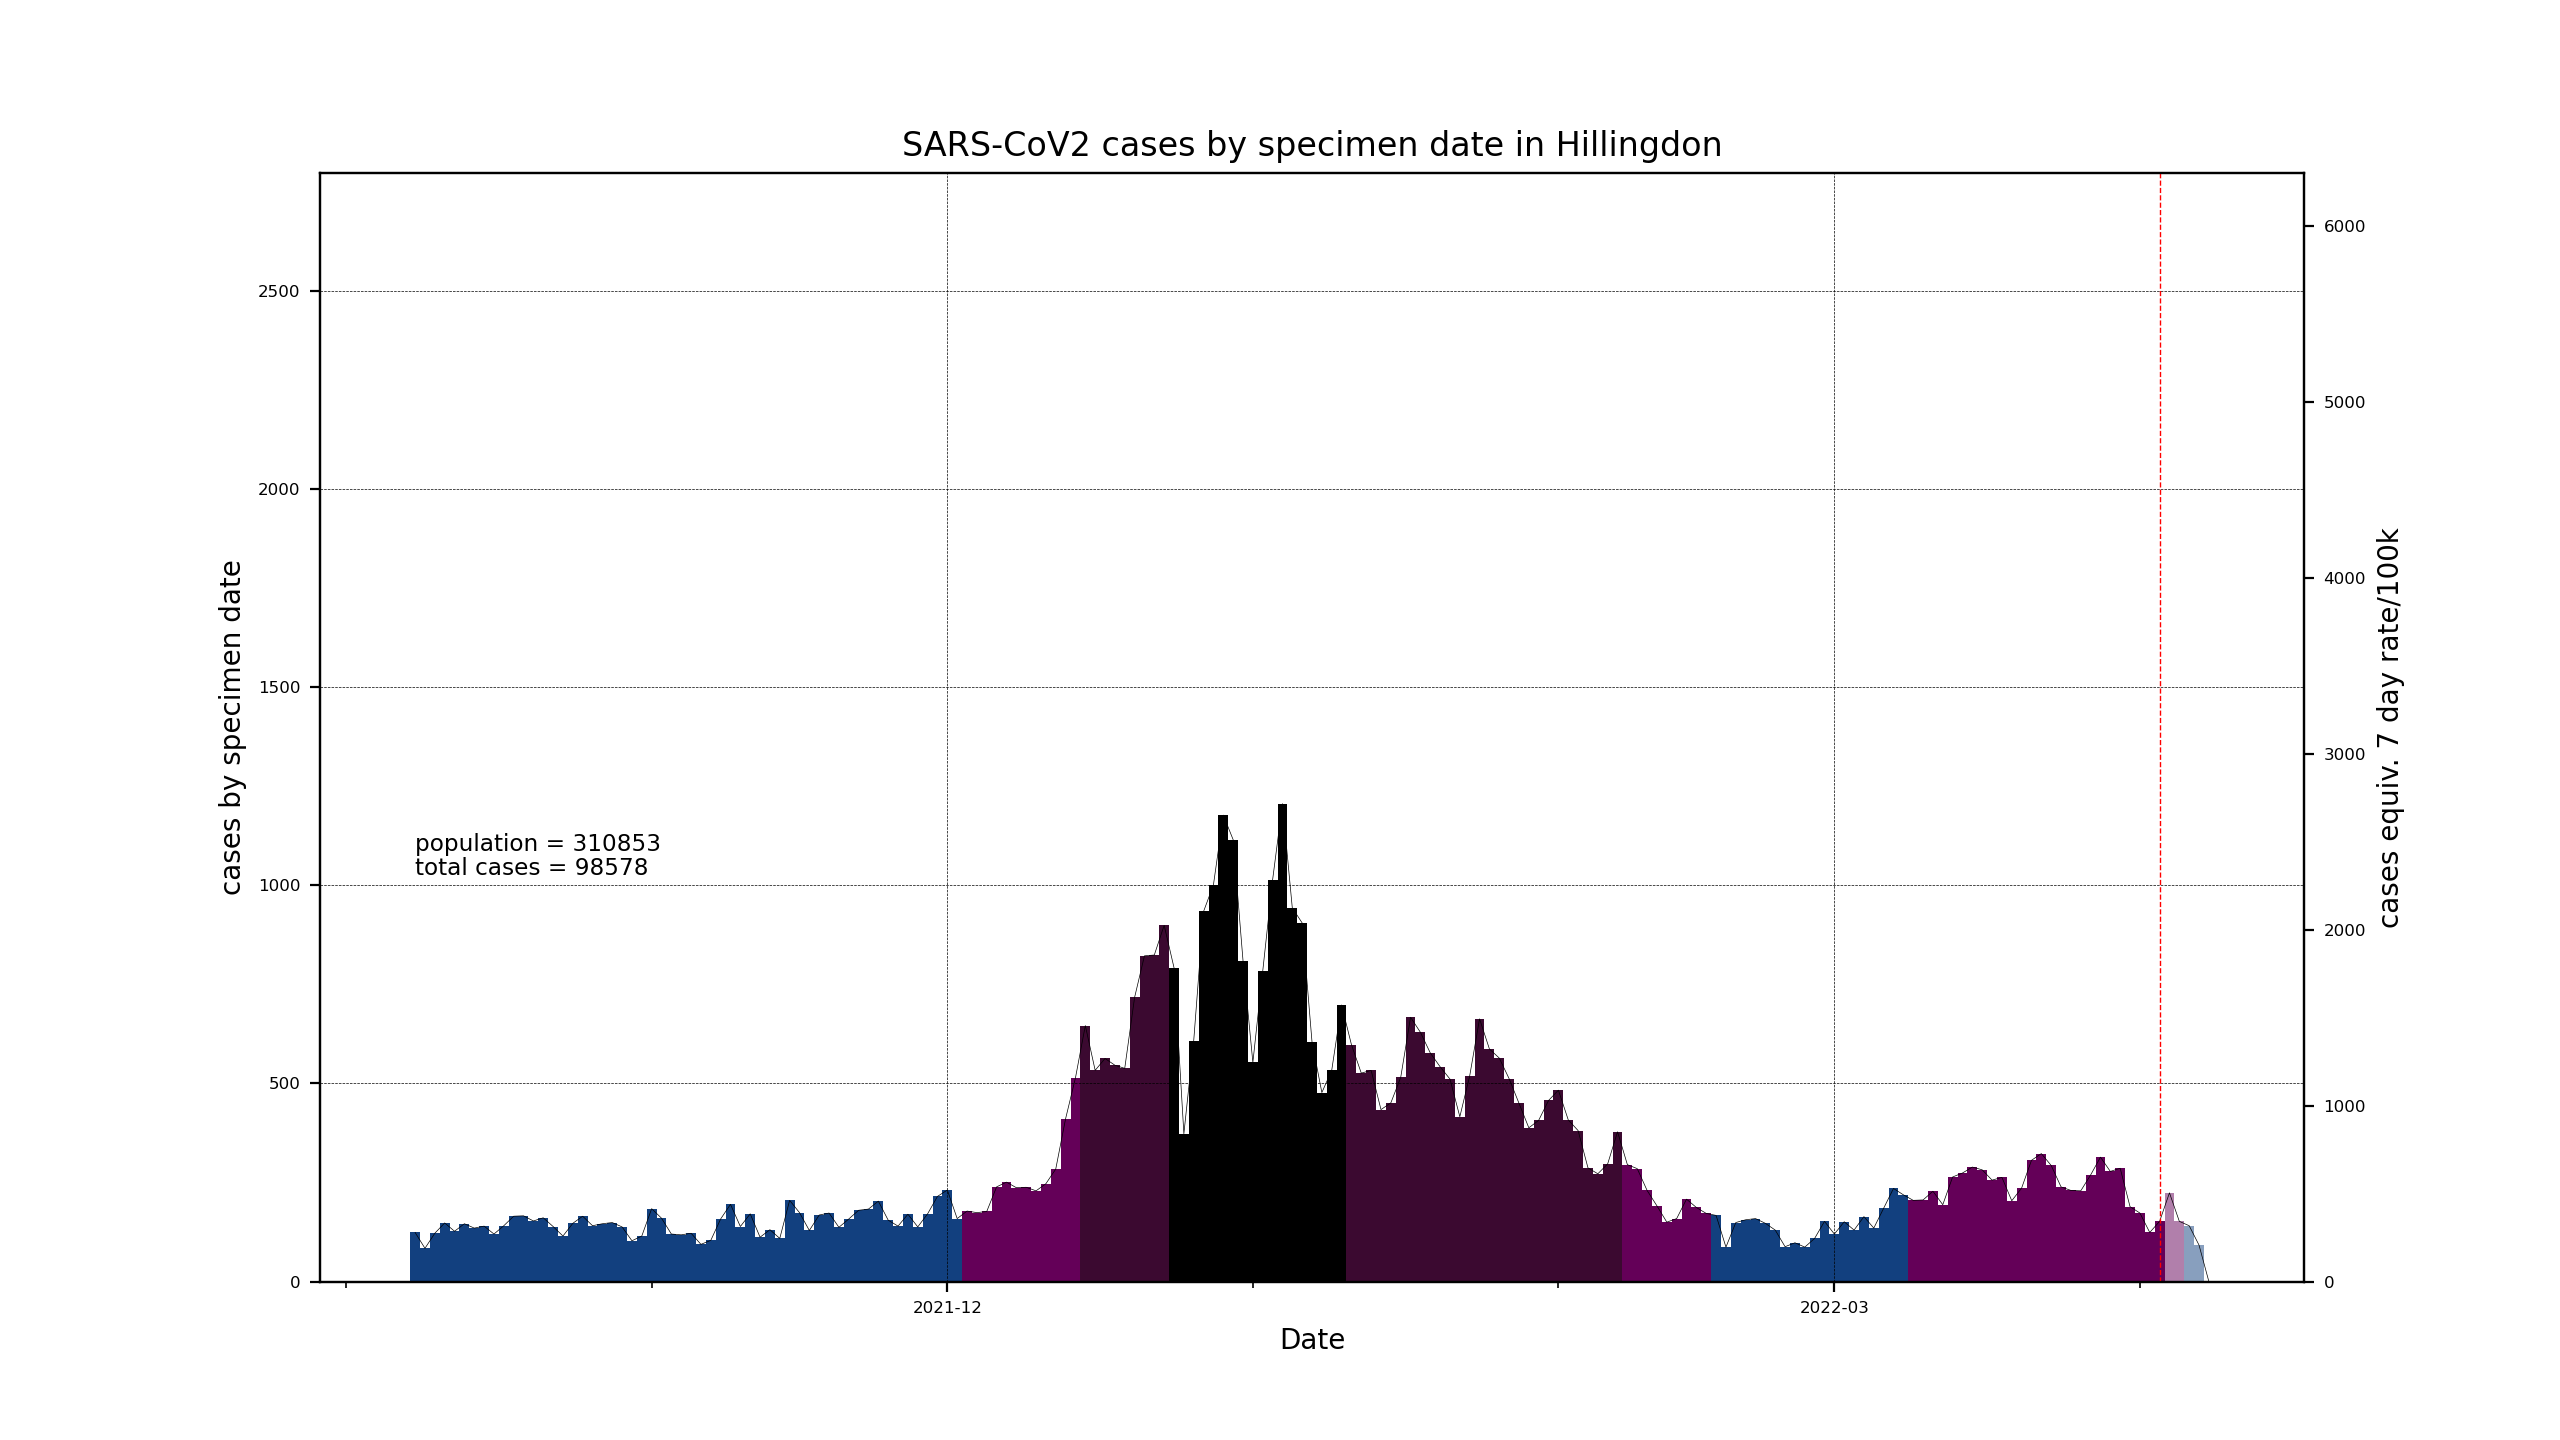 SARS-CoV2 cases by specimen date in Hillingdon
cases by specimen date
2500
2000
1500
1000
500
0
population = 310853
total cases = 98578
6000
5000
4000
3000
2000
1000
0
cases equiv. 7 day rate/100k
2021-12
2022-03
Date